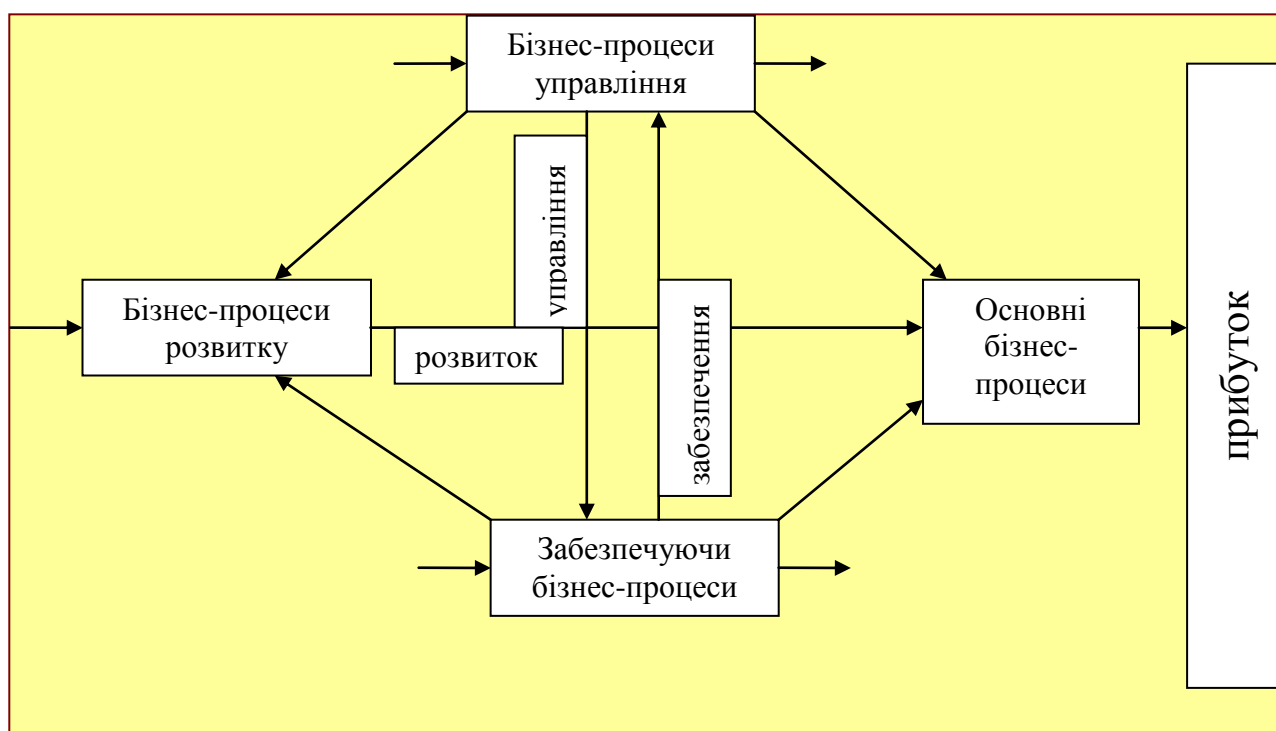 Бізнес-процеси
управління
управління
Бізнес-процеси
розвитку
розвиток
забезпечення
Основні
бізнес-
процеси
прибуток
Забезпечуючи
бізнес-процеси